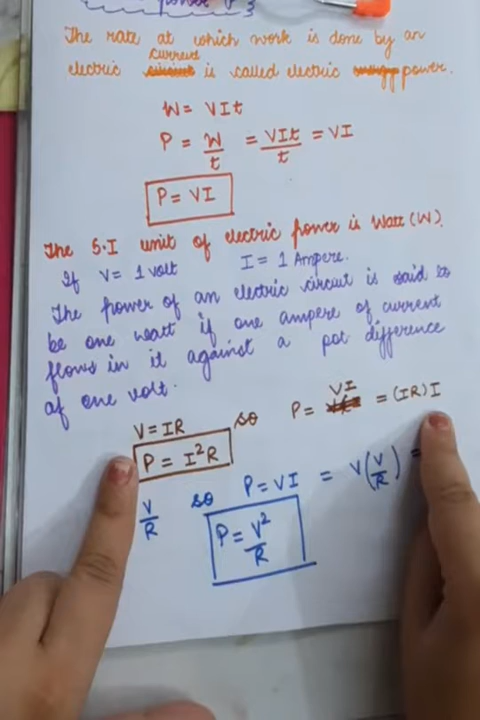 power
The rate at which work is done by an
current
electric is called electric power.
W = VIt
P = W/t = VIt/t = VI
P = VI
The S.I unit of electric power is Watt (W).
If V = 1 volt I = 1 Ampere.
The power of an electric circuit is said to
be one watt if one ampere of current
flows in it against a pot difference
of one volt.
V = IR so P = VI = (IR) I
P = I²R
V/R so P = VI = V(V/R) =
P = V²/R